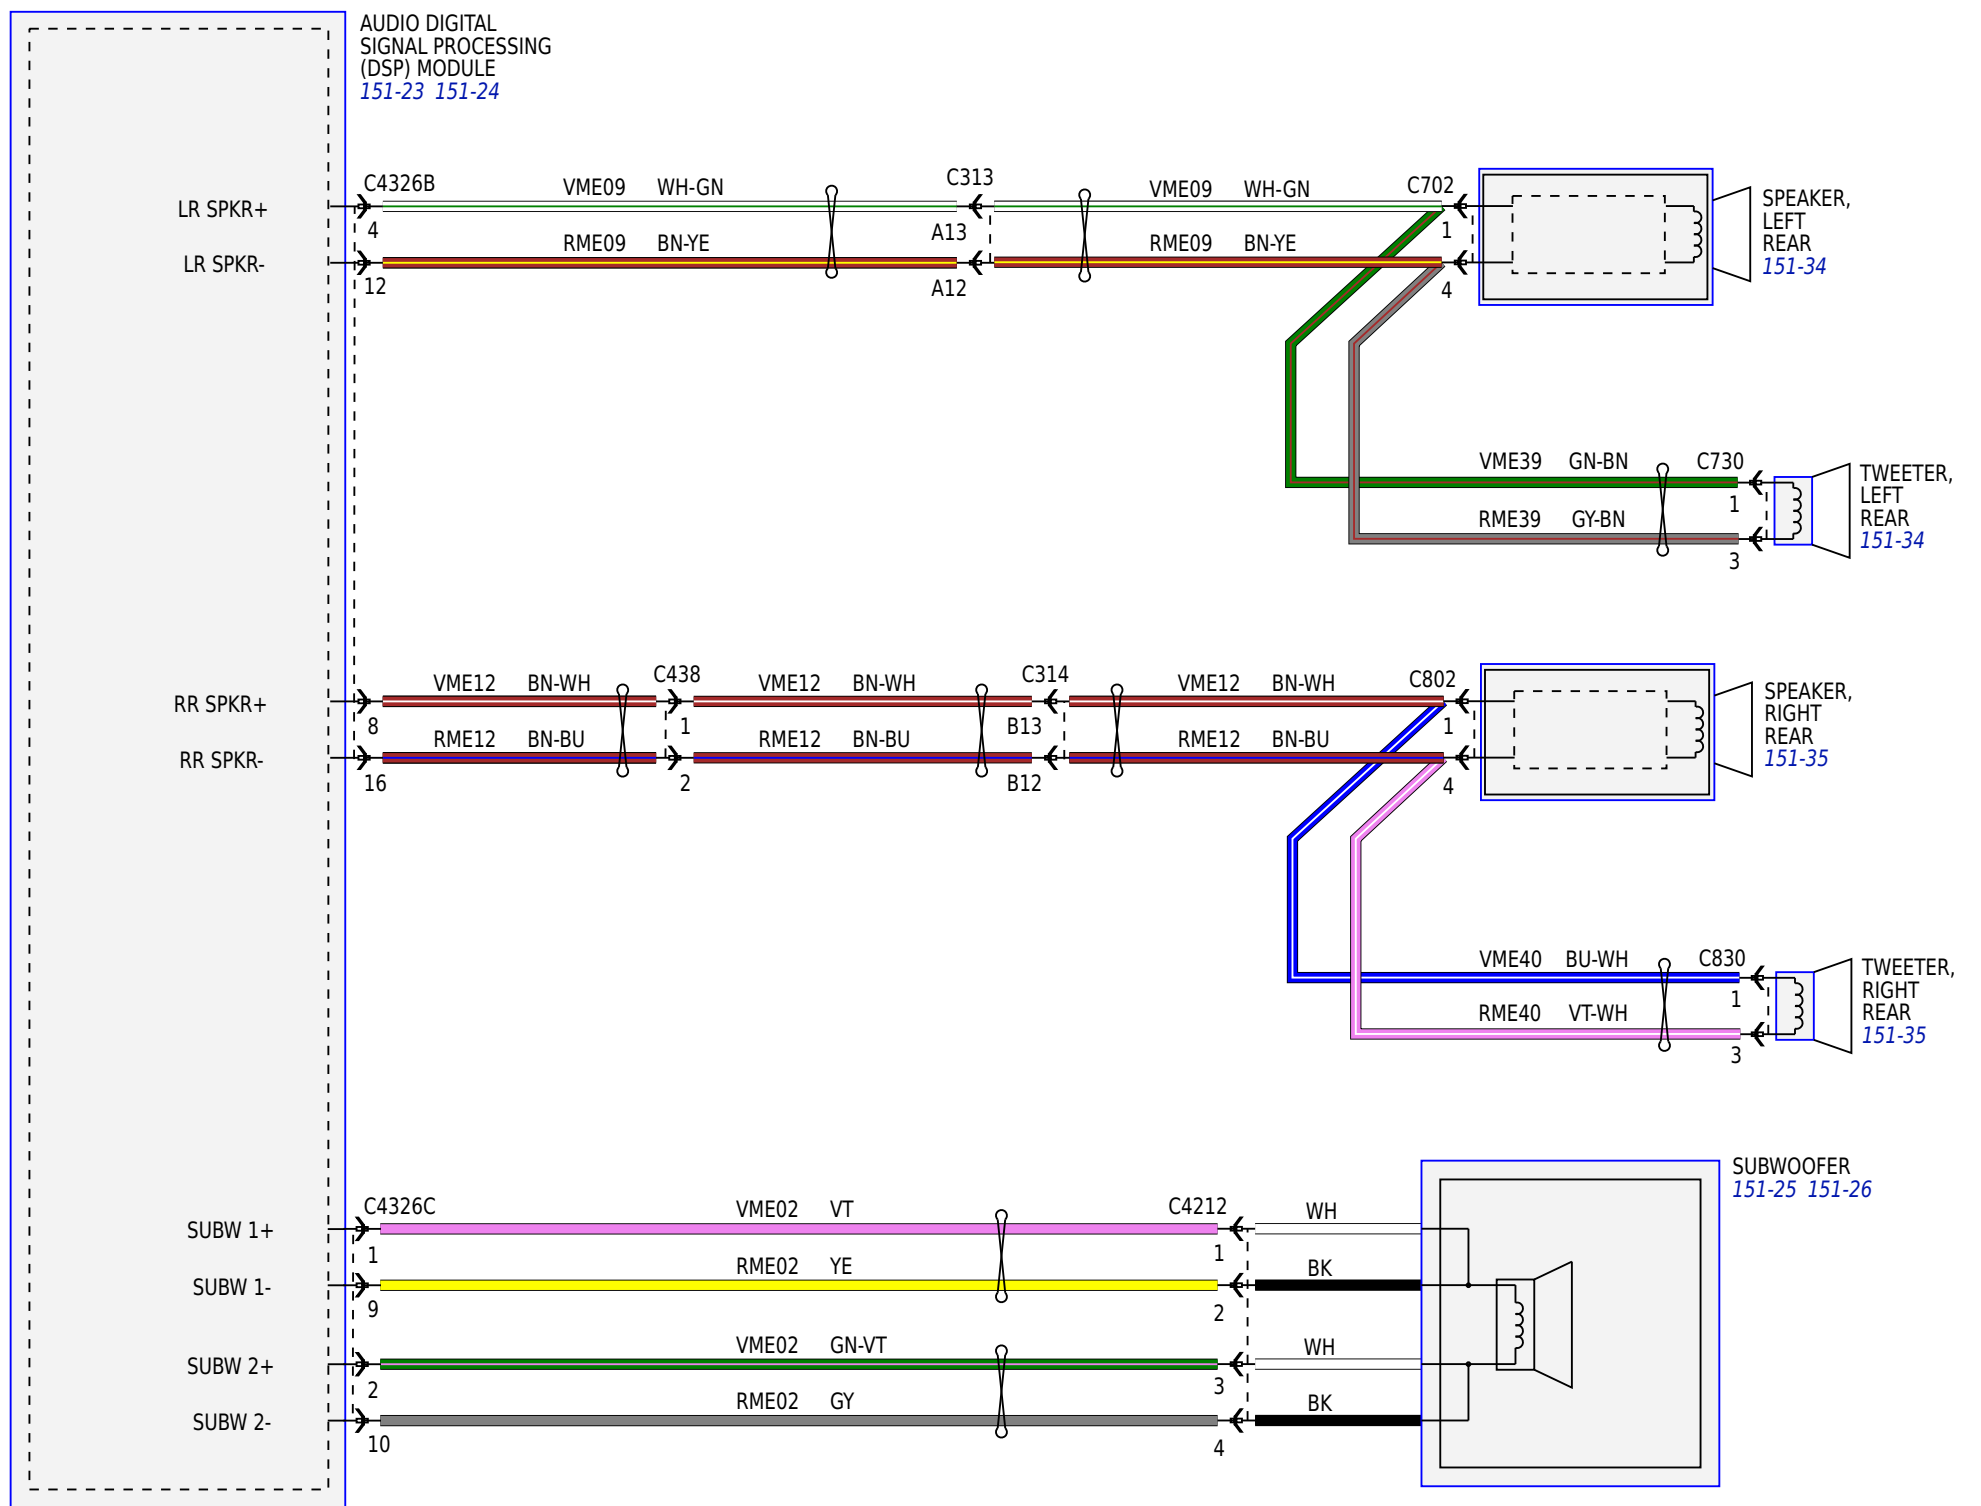 AUDIO DIGITAL
SIGNAL PROCESSING
(DSP) MODULE
151-23 151-24
LR SPKR+
C4326B
4
VME09 WH-GN
C313
A13
VME09 WH-GN
C702
1
SPEAKER,
LEFT
REAR
151-34
LR SPKR-
12
RME09 BN-YE
A12
RME09 BN-YE
4
VME39 GN-BN
C730
1
TWEETER,
LEFT
REAR
151-34
RME39 GY-BN
3
RR SPKR+
8
VME12 BN-WH
C438
1
VME12 BN-WH
C314
B13
VME12 BN-WH
C802
1
SPEAKER,
RIGHT
REAR
151-35
RR SPKR-
16
RME12 BN-BU
2
RME12 BN-BU
B12
RME12 BN-BU
4
VME40 BU-WH
C830
1
TWEETER,
RIGHT
REAR
151-35
RME40 VT-WH
3
SUBWOOFER
151-25 151-26
SUBW 1+
C4326C
1
VME02 VT
C4212
1
WH
SUBW 1-
9
RME02 YE
2
BK
SUBW 2+
2
VME02 GN-VT
3
WH
SUBW 2-
10
RME02 GY
4
BK